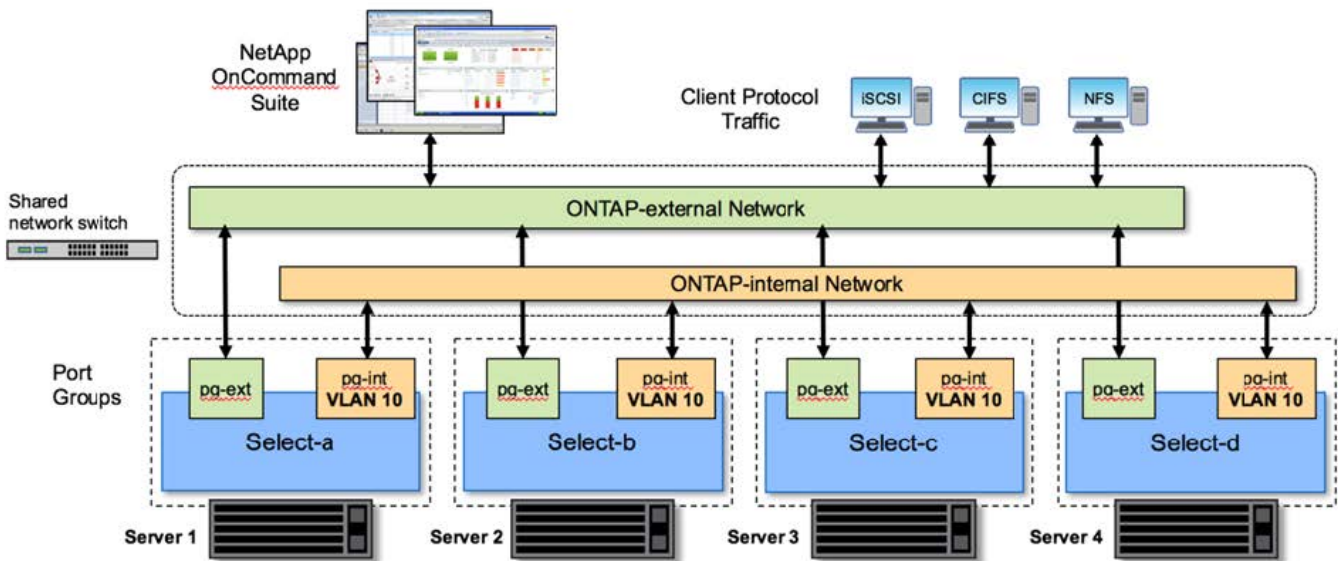 NetApp
OnCommand
Suite
Client Protocol
Traffic
iSCSI
CIFS
NFS
Shared
network switch
ONTAP-external Network
ONTAP-internal Network
Port
Groups
pg-ext
pg-int
VLAN 10
Select-a
pg-ext
pg-int
VLAN 10
Select-b
pg-ext
pg-int
VLAN 10
Select-c
pg-ext
pg-int
VLAN 10
Select-d
Server 1
Server 2
Server 3
Server 4